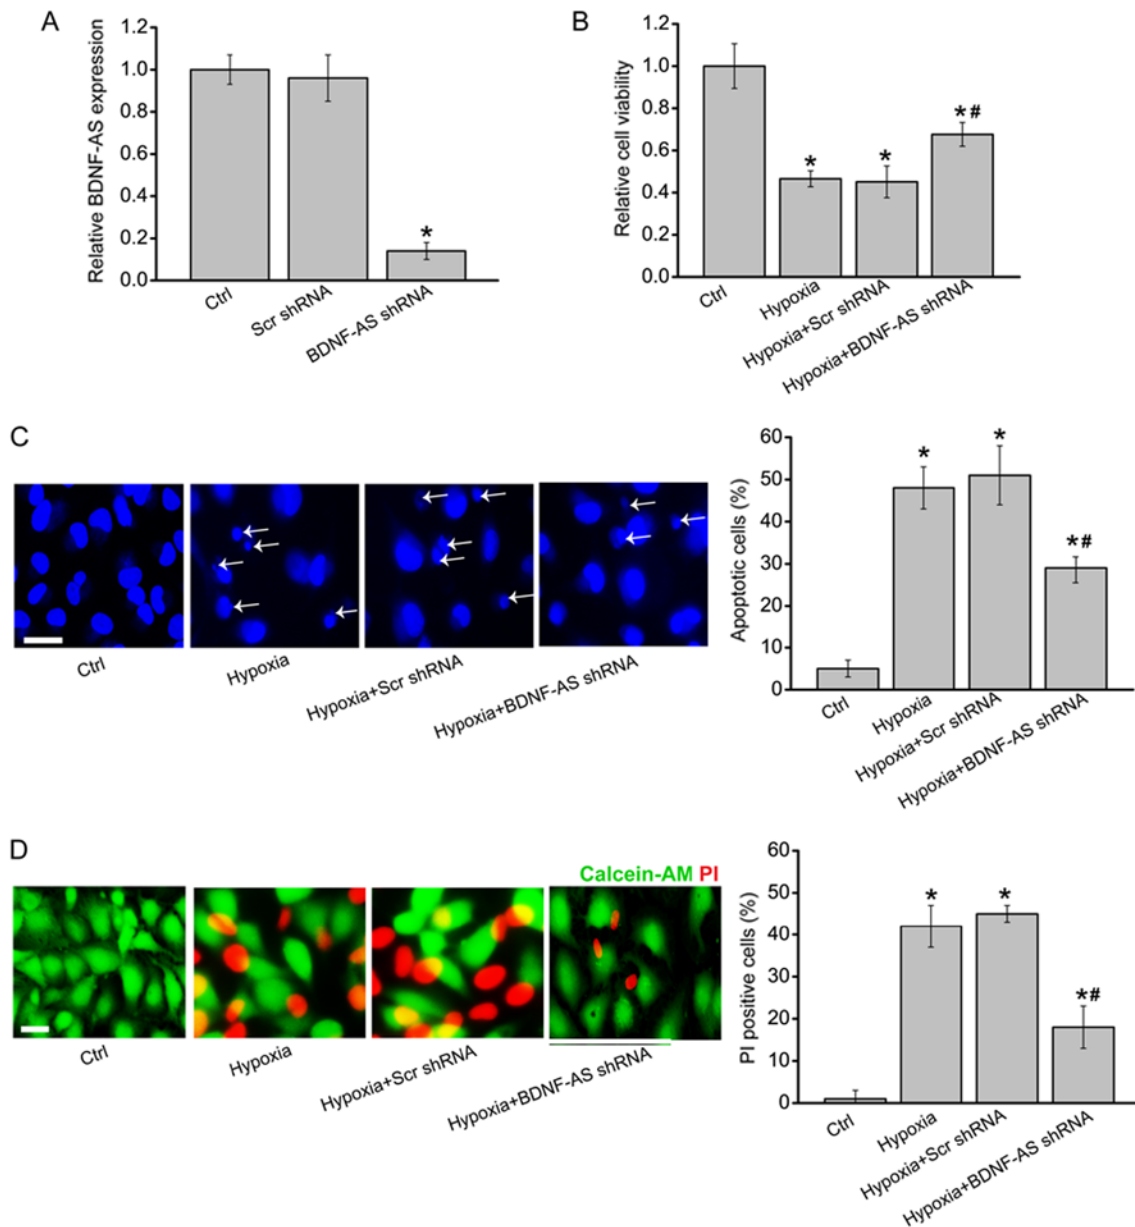 A
Relative BDNF-AS expression
1.2
1.0
0.8
0.6
0.4
0.2
0.0
*
Ctrl
Scr shRNA
BDNF-AS shRNA
B
Relative cell viability
1.2
1.0
0.8
0.6
0.4
0.2
0.0
*
*
*#
Ctrl
Hypoxia
Hypoxia+Scr shRNA
Hypoxia+BDNF-AS shRNA
C
Ctrl
Hypoxia
Hypoxia+Scr shRNA
Hypoxia+BDNF-AS shRNA
Apoptotic cells (%)
60
50
40
30
20
10
0
*
*
*#
Ctrl
Hypoxia
Hypoxia+Scr shRNA
Hypoxia+BDNF-AS shRNA
D
Calcein-AM PI
Ctrl
Hypoxia
Hypoxia+Scr shRNA
Hypoxia+BDNF-AS shRNA
PI positive cells (%)
60
50
40
30
20
10
0
*
*
*#
Ctrl
Hypoxia
Hypoxia+Scr shRNA
Hypoxia+BDNF-AS shRNA